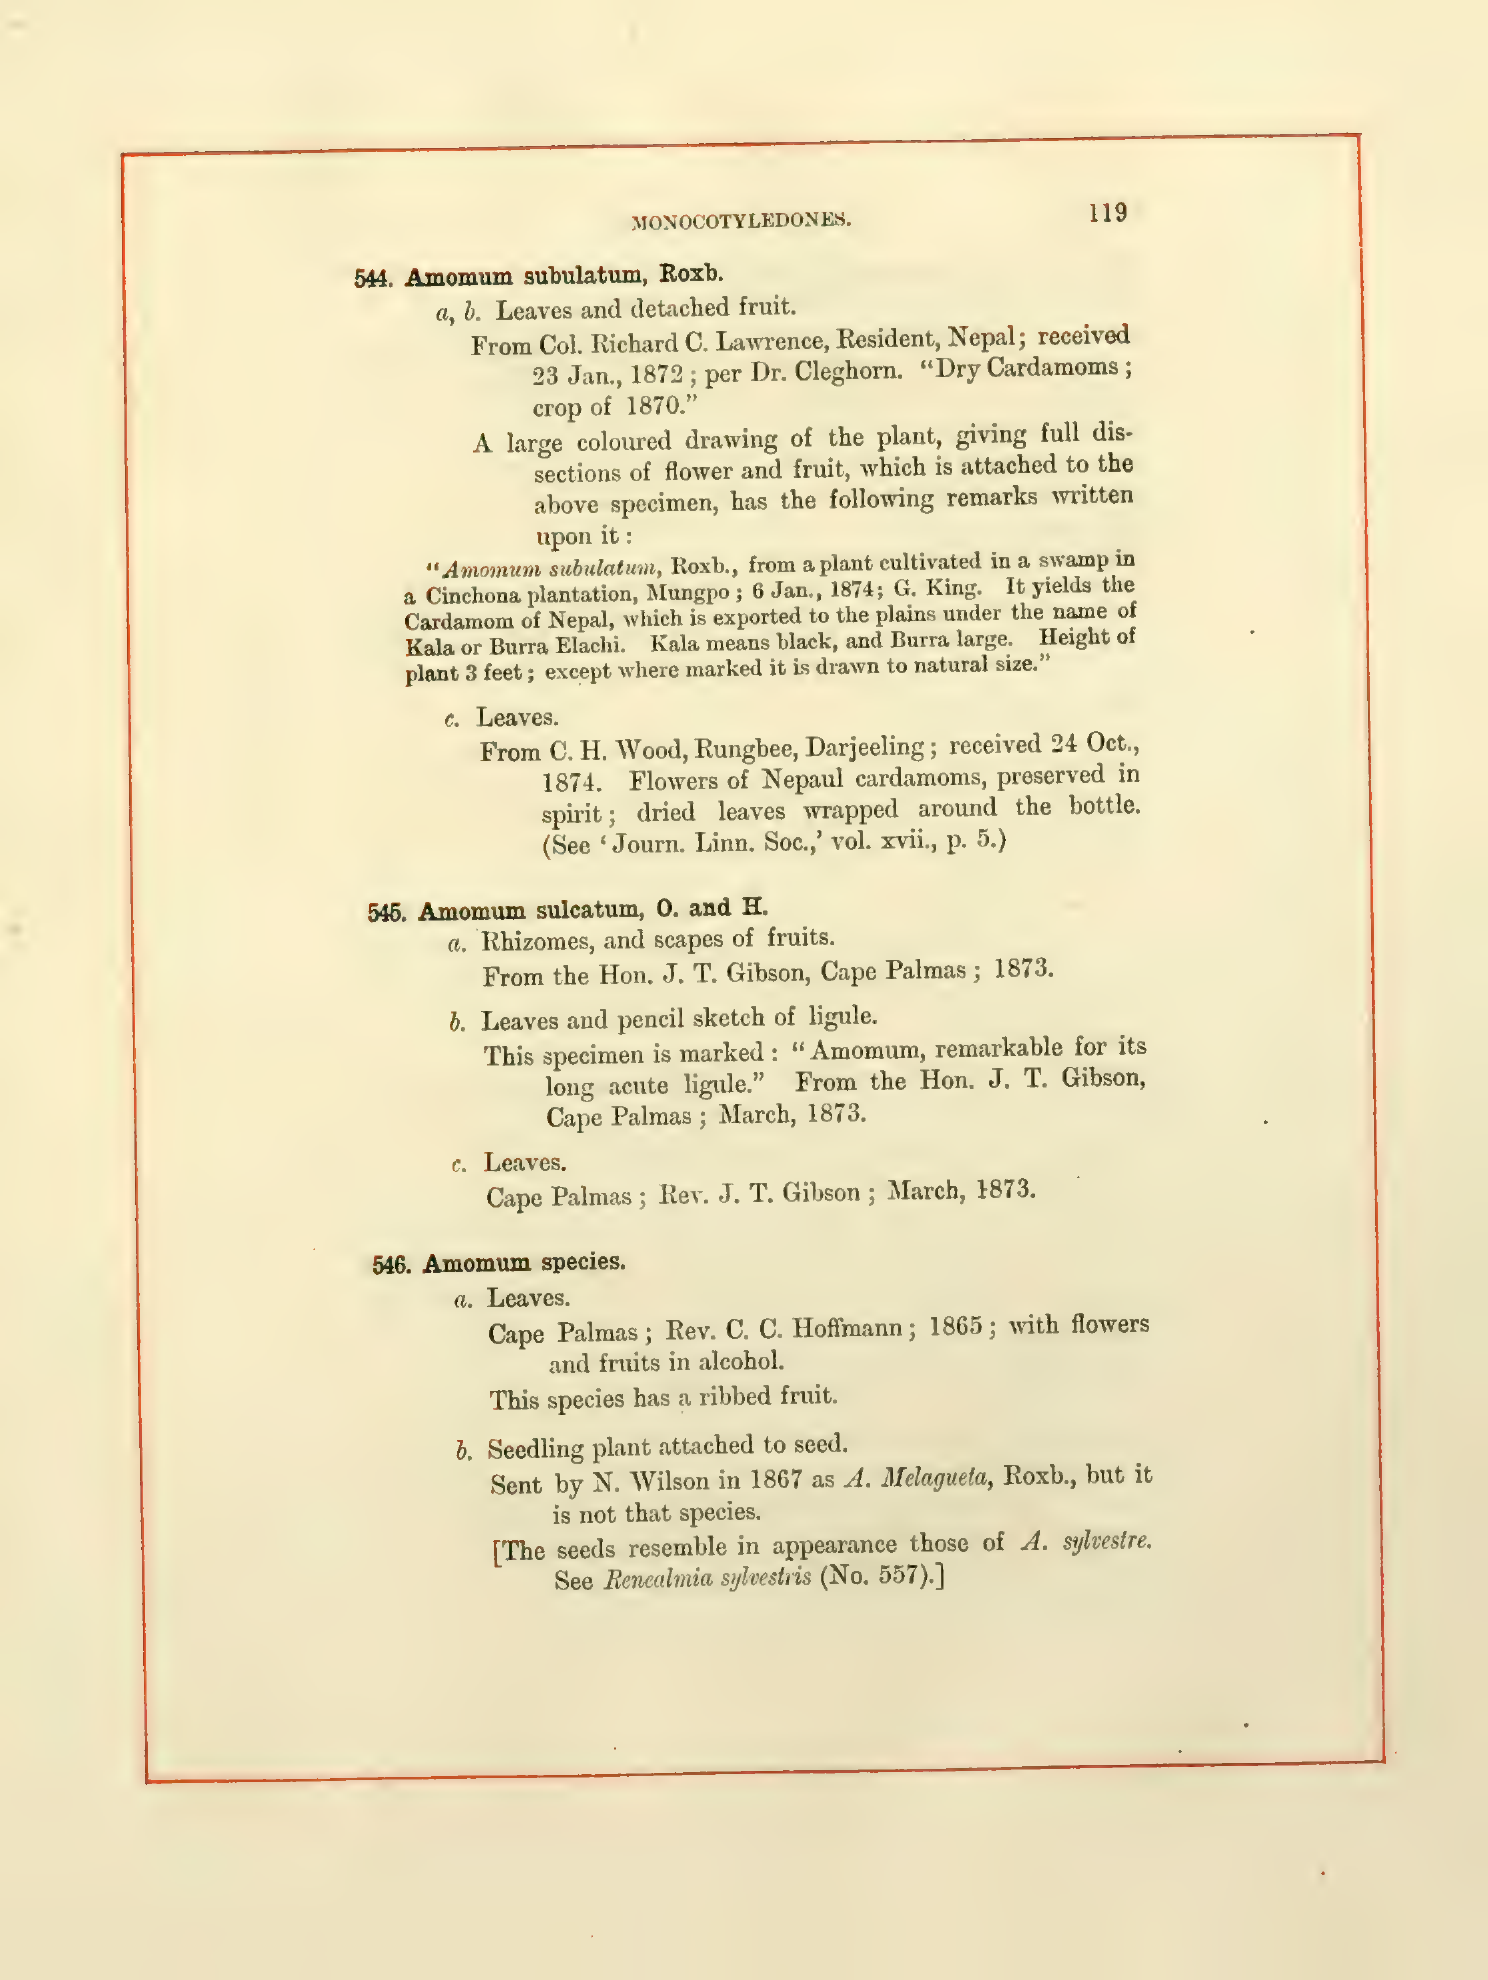 MONOCOTYLEDONES. 119
544. Amomum subulatum, Roxb.
a, b. Leaves and detached fruit.
From Col. Richard C. Lawrence, Resident, Nepal; received
23 Jan., 1872; per Dr. Cleghorn. “Dry Cardamoms;
crop of 1870.”
A large coloured drawing of the plant, giving full dis-
sections of flower and fruit, which is attached to the
above specimen, has the following remarks written
upon it:
“Amomum subulatum, Roxb., from a plant cultivated in a swamp in
a Cinchona plantation, Mungpo; 6 Jan., 1874; G. King. It yields the
Cardamom of Nepal, which is exported to the plains under the name of
Kala or Burra Elachi. Kala means black, and Burra large. Height of
plant 3 feet; except where marked it is drawn to natural size.”
c. Leaves.
From C. H. Wood, Rungbee, Darjeeling; received 24 Oct.,
1874. Flowers of Nepaul cardamoms, preserved in
spirit; dried leaves wrapped around the bottle.
(See ‘Journ. Linn. Soc.,’ vol. xvii., p. 5.)
545. Amomum sulcatum, O. and H.
a. Rhizomes, and scapes of fruits.
From the Hon. J. T. Gibson, Cape Palmas; 1873.
b. Leaves and pencil sketch of ligule.
This specimen is marked: “Amomum, remarkable for its
long acute ligule.” From the Hon. J. T. Gibson,
Cape Palmas; March, 1873.
c. Leaves.
Cape Palmas; Rev. J. T. Gibson; March, 1873.
546. Amomum species.
a. Leaves.
Cape Palmas; Rev. C. C. Hoffmann; 1865; with flowers
and fruits in alcohol.
This species has a ribbed fruit.
b. Seedling plant attached to seed.
Sent by N. Wilson in 1867 as A. Melagueta, Roxb., but it
is not that species.
[The seeds resemble in appearance those of A. sylvestre.
See Renealmia sylvestris (No. 557).]